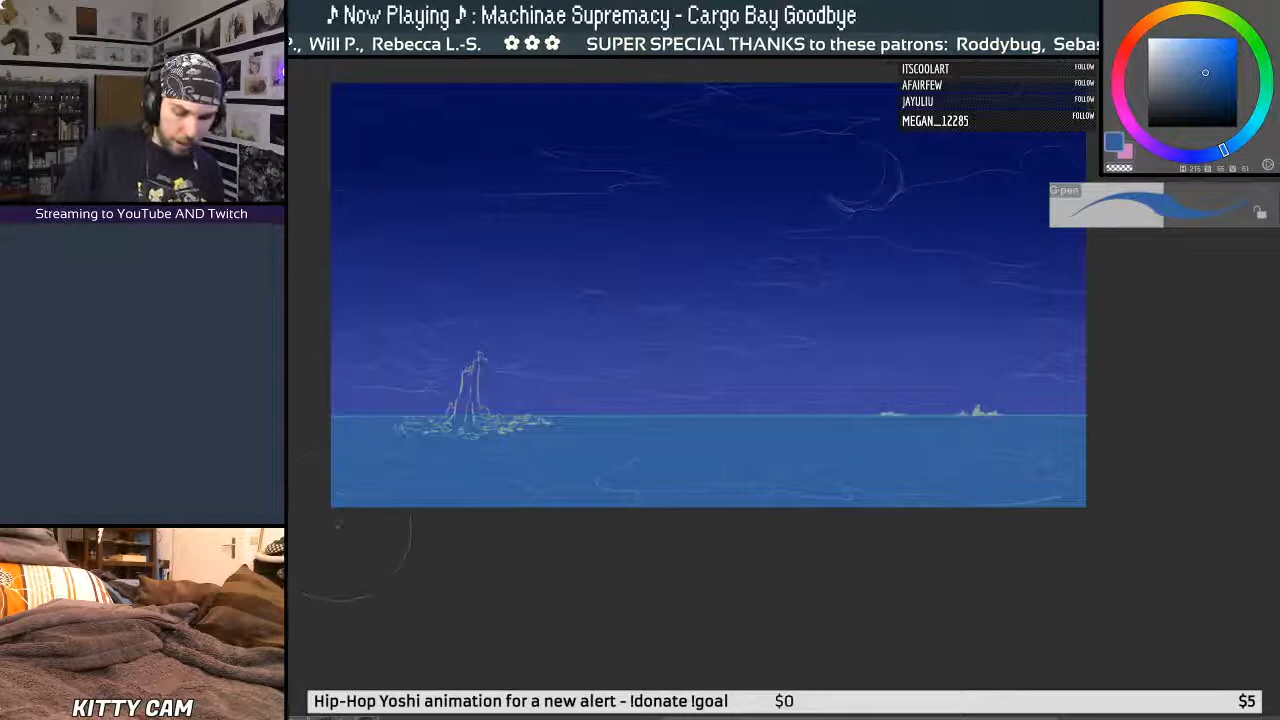 ♪ Now Playing ♪ : Machinae Supremacy - Cargo Bay Goodbye
P., Will P., Rebecca L.-S. ✿ ✿ ✿ SUPER SPECIAL THANKS to these patrons: Roddybug, Sebas
ITSCOOLART FOLLOW
AFAIRFEW FOLLOW
JAYULIU FOLLOW
MEGAN_12285 FOLLOW
G-pen
Streaming to YouTube AND Twitch
KITTY CAM
Hip-Hop Yoshi animation for a new alert - !donate !goal $0 $5